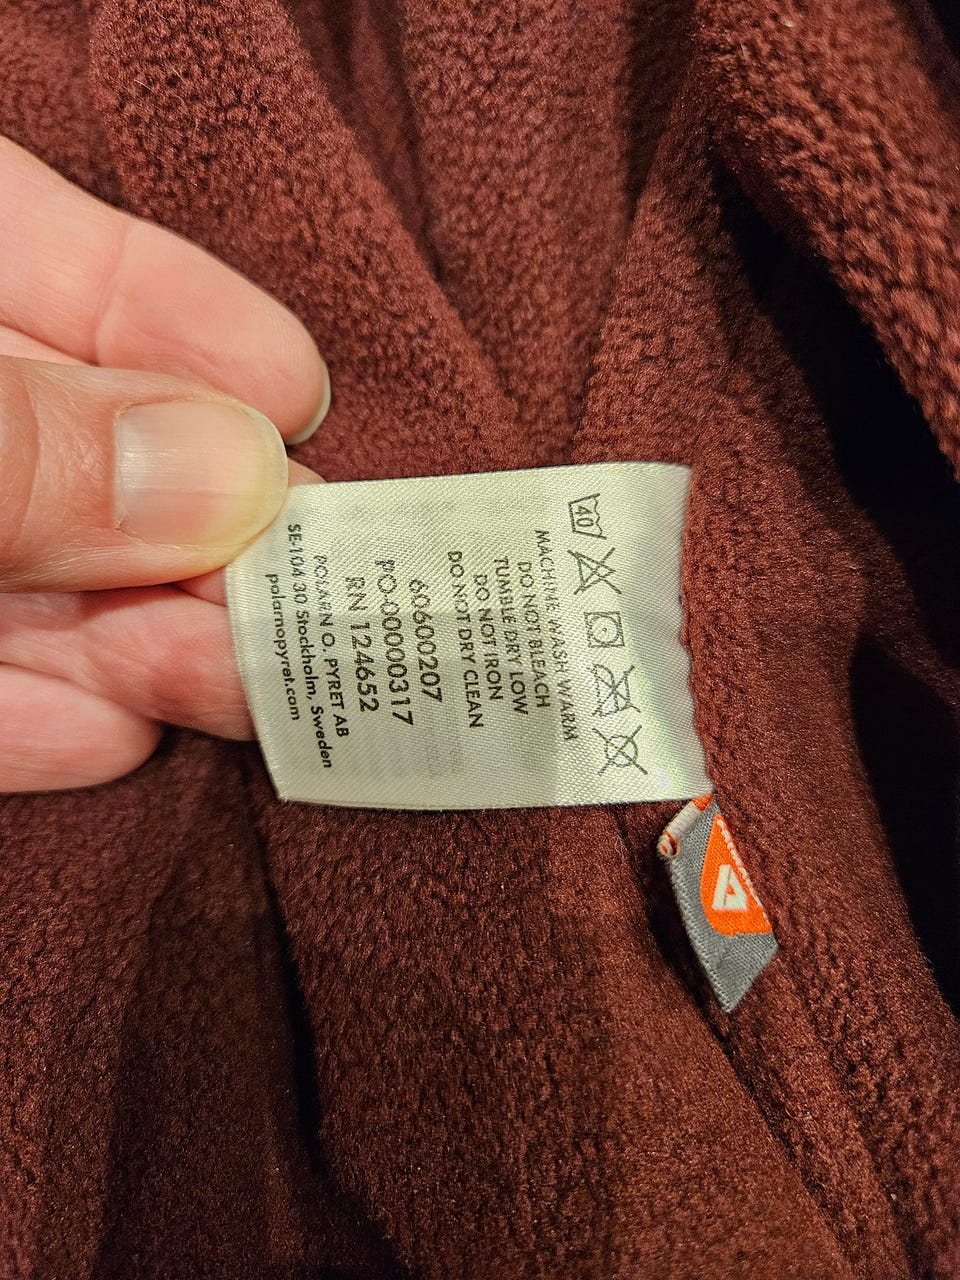 40
MACHINE WASH WARM
DO NOT BLEACH
TUMBLE DRY LOW
DO NOT IRON
DO NOT DRY CLEAN
60600207
PO-00000317
RN 124652
POLARN O. PYRET AB
SE-104 30 Stockholm, Sweden
polarnopyret.com